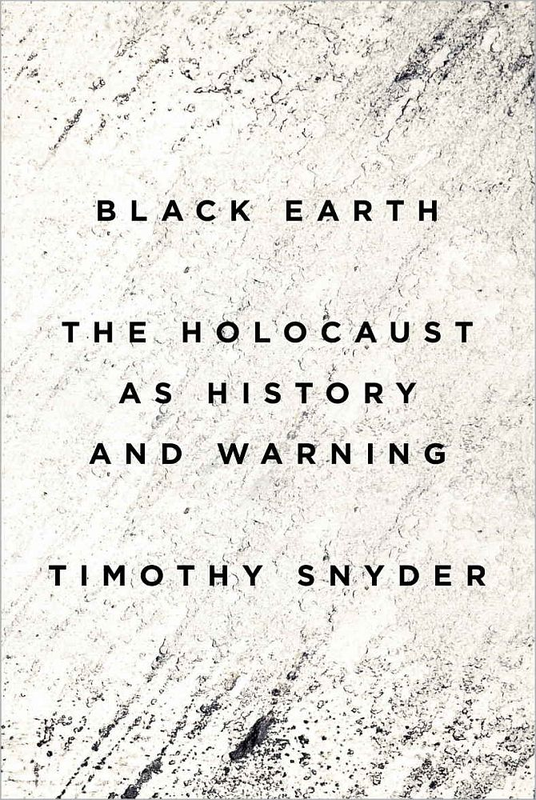 BLACK EARTH
THE HOLOCAUST
AS HISTORY
AND WARNING
TIMOTHY SNYDER